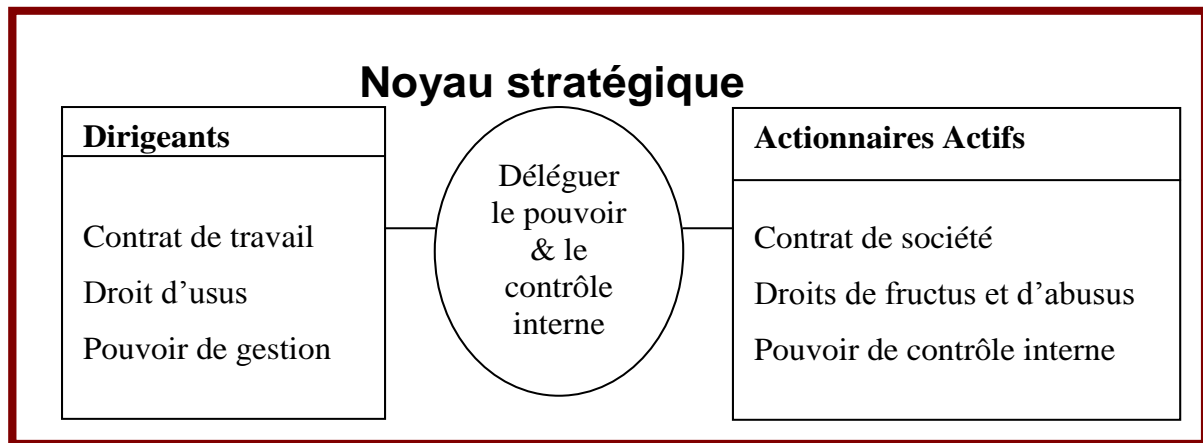 Noyau stratégique
Dirigeants
Contrat de travail
Droit d’usus
Pouvoir de gestion
Déléguer
le pouvoir
& le
contrôle
interne
Actionnaires Actifs
Contrat de société
Droits de fructus et d’abusus
Pouvoir de contrôle interne